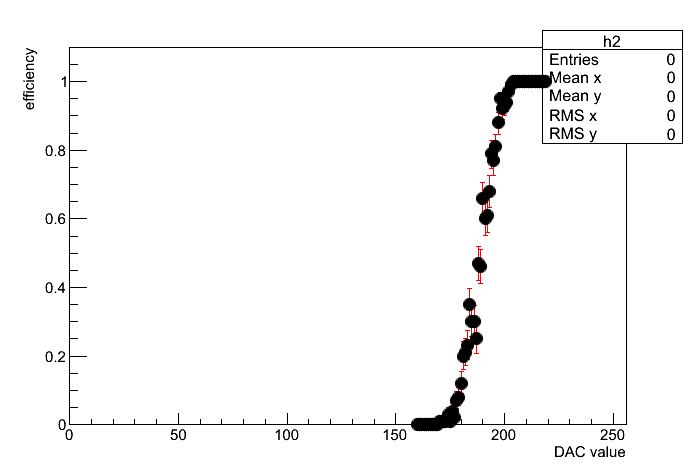 h2
Entries 0
Mean x 0
Mean y 0
RMS x 0
RMS y 0
efficiency
1
0.8
0.6
0.4
0.2
0
0 50 100 150 200 250
DAC value